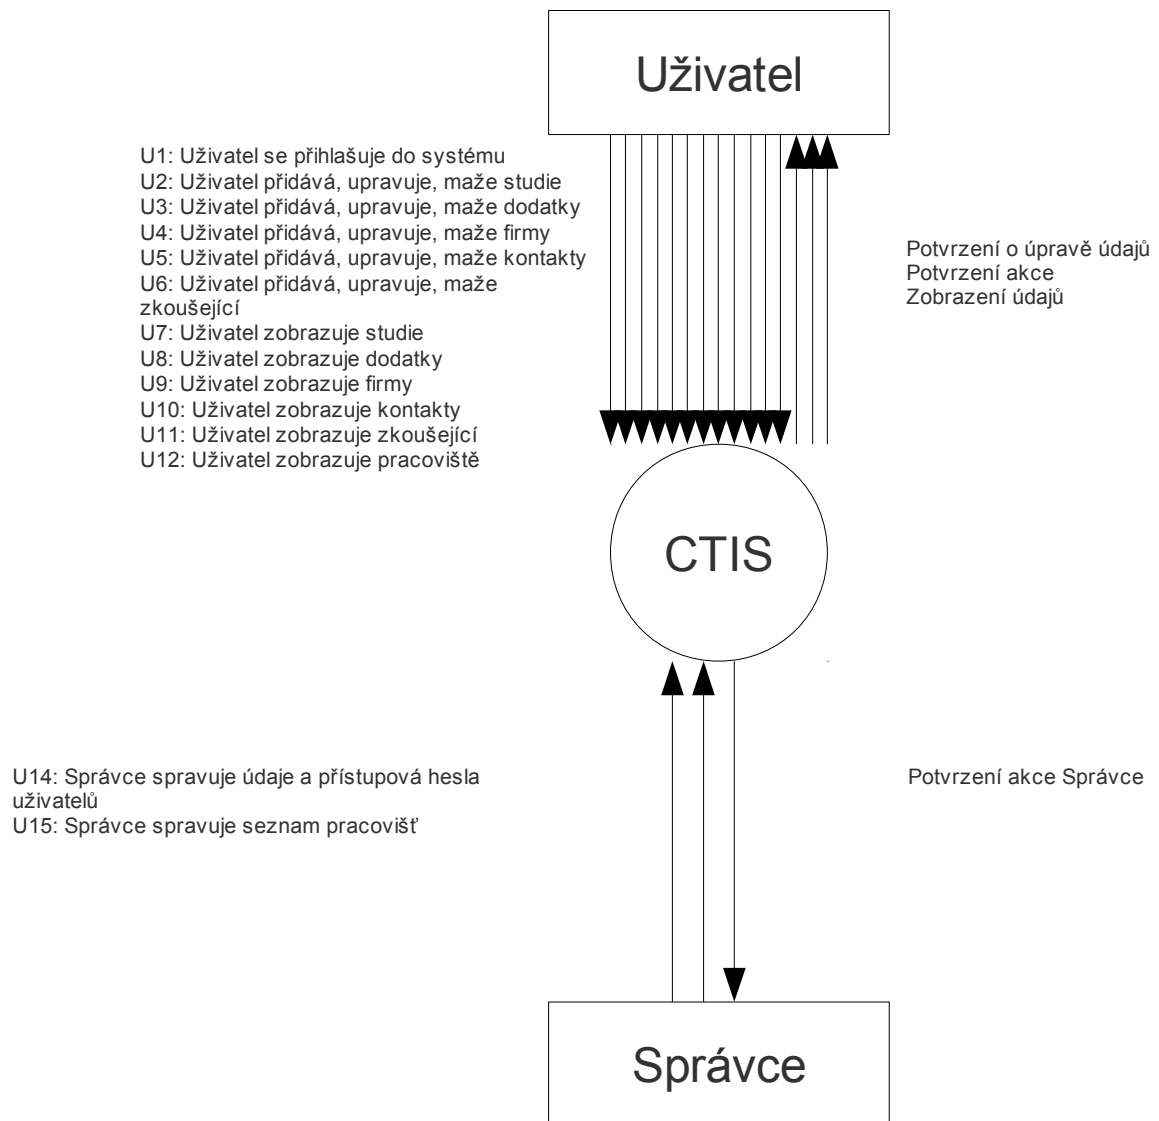 Uživatel
U1: Uživatel se přihlašuje do systému
U2: Uživatel přidává, upravuje, maže studie
U3: Uživatel přidává, upravuje, maže dodatky
U4: Uživatel přidává, upravuje, maže firmy
U5: Uživatel přidává, upravuje, maže kontakty
U6: Uživatel přidává, upravuje, maže
zkoušející
U7: Uživatel zobrazuje studie
U8: Uživatel zobrazuje dodatky
U9: Uživatel zobrazuje firmy
U10: Uživatel zobrazuje kontakty
U11: Uživatel zobrazuje zkoušející
U12: Uživatel zobrazuje pracoviště
Potvrzení o úpravě údajů
Potvrzení akce
Zobrazení údajů
CTIS
U14: Správce spravuje údaje a přístupová hesla
uživatelů
U15: Správce spravuje seznam pracovišť
Potvrzení akce Správce
Správce